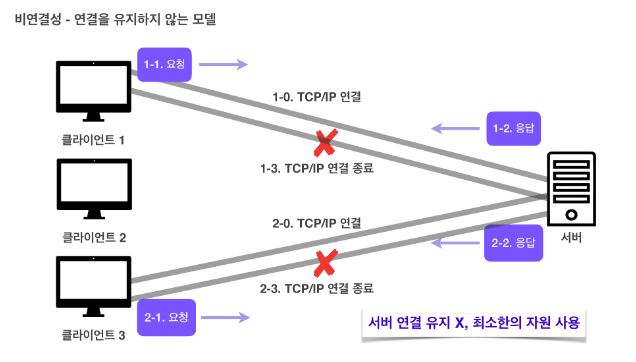 비연결성 - 연결을 유지하지 않는 모델
1-1. 요청
1-0. TCP/IP 연결
1-2. 응답
클라이언트 1
1-3. TCP/IP 연결 종료
2-0. TCP/IP 연결
클라이언트 2
서버
2-2. 응답
2-3. TCP/IP 연결 종료
2-1. 요청
클라이언트 3
서버 연결 유지 X, 최소한의 자원 사용